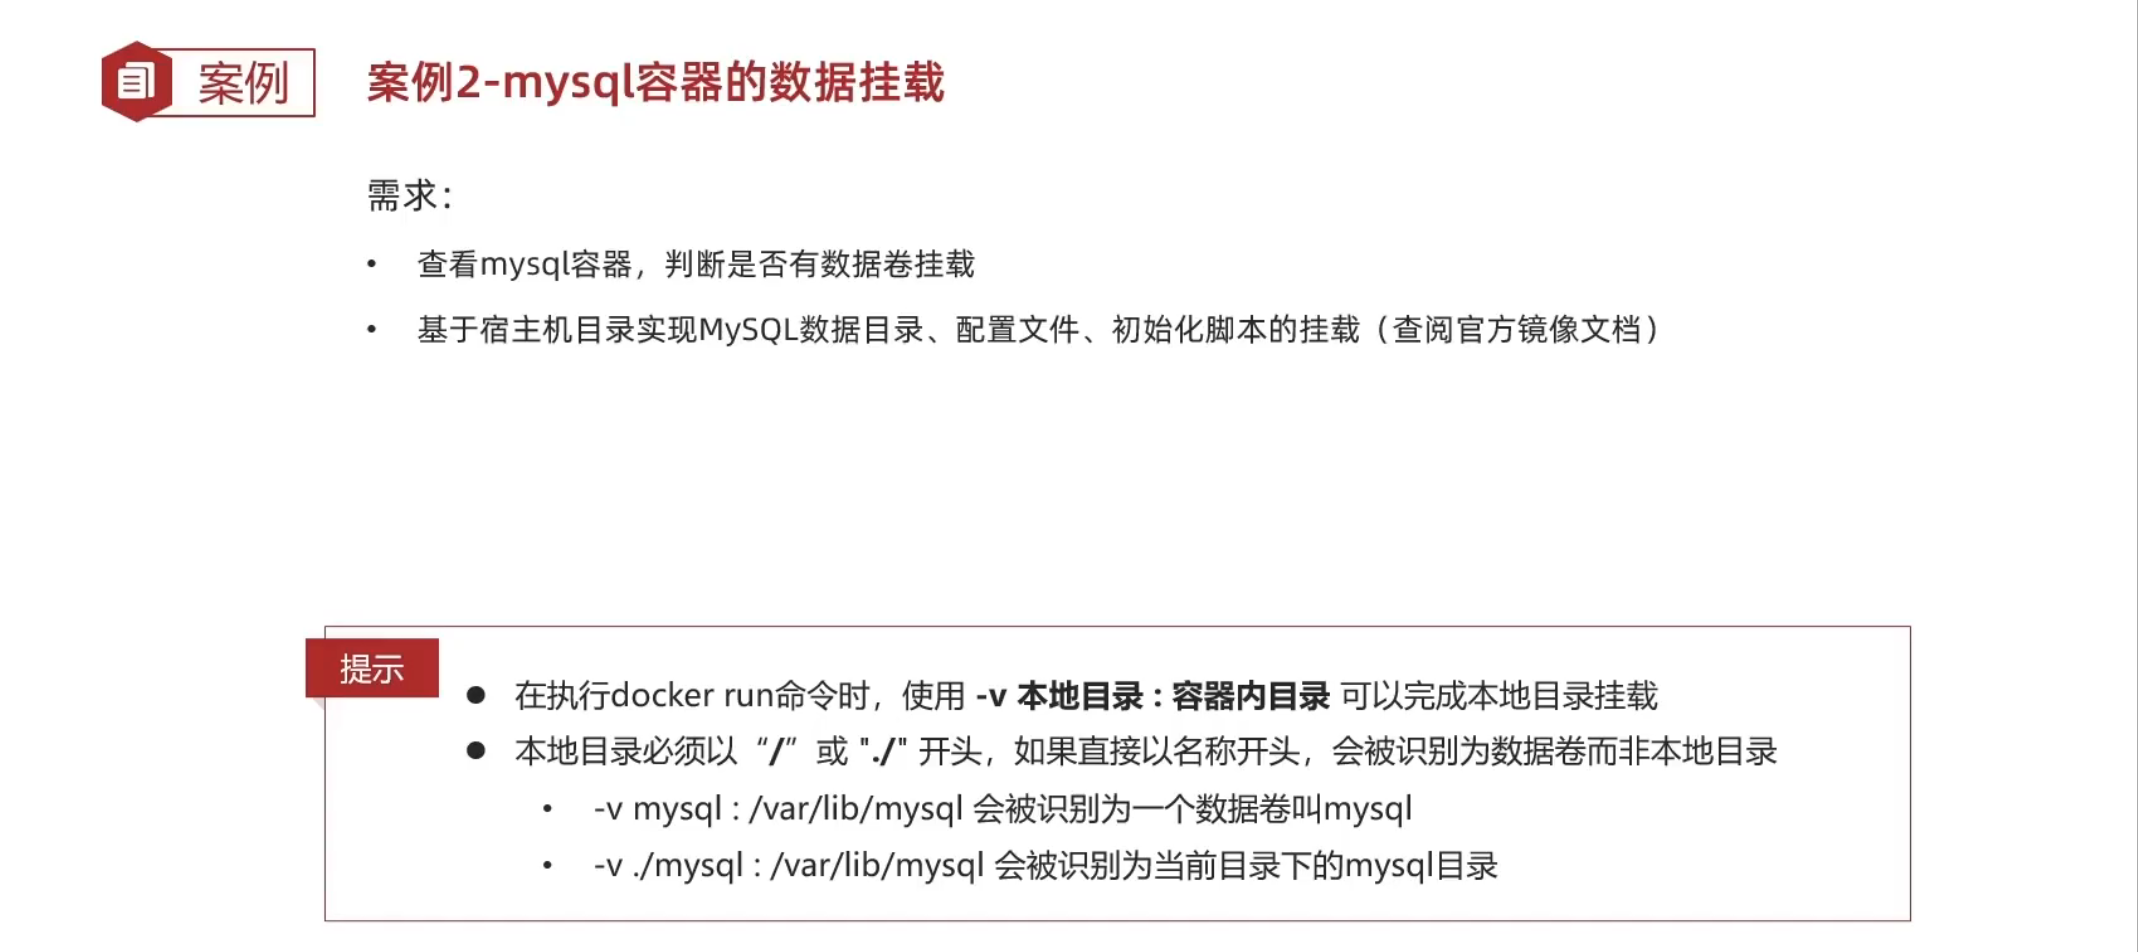 案例
案例2-mysql容器的数据挂载
需求：
• 查看mysql容器，判断是否有数据卷挂载
• 基于宿主机目录实现MySQL数据目录、配置文件、初始化脚本的挂载（查阅官方镜像文档）
提示
● 在执行docker run命令时，使用 -v 本地目录 : 容器内目录 可以完成本地目录挂载
● 本地目录必须以“/”或 "./" 开头，如果直接以名称开头，会被识别为数据卷而非本地目录
• -v mysql : /var/lib/mysql 会被识别为一个数据卷叫mysql
• -v ./mysql : /var/lib/mysql 会被识别为当前目录下的mysql目录